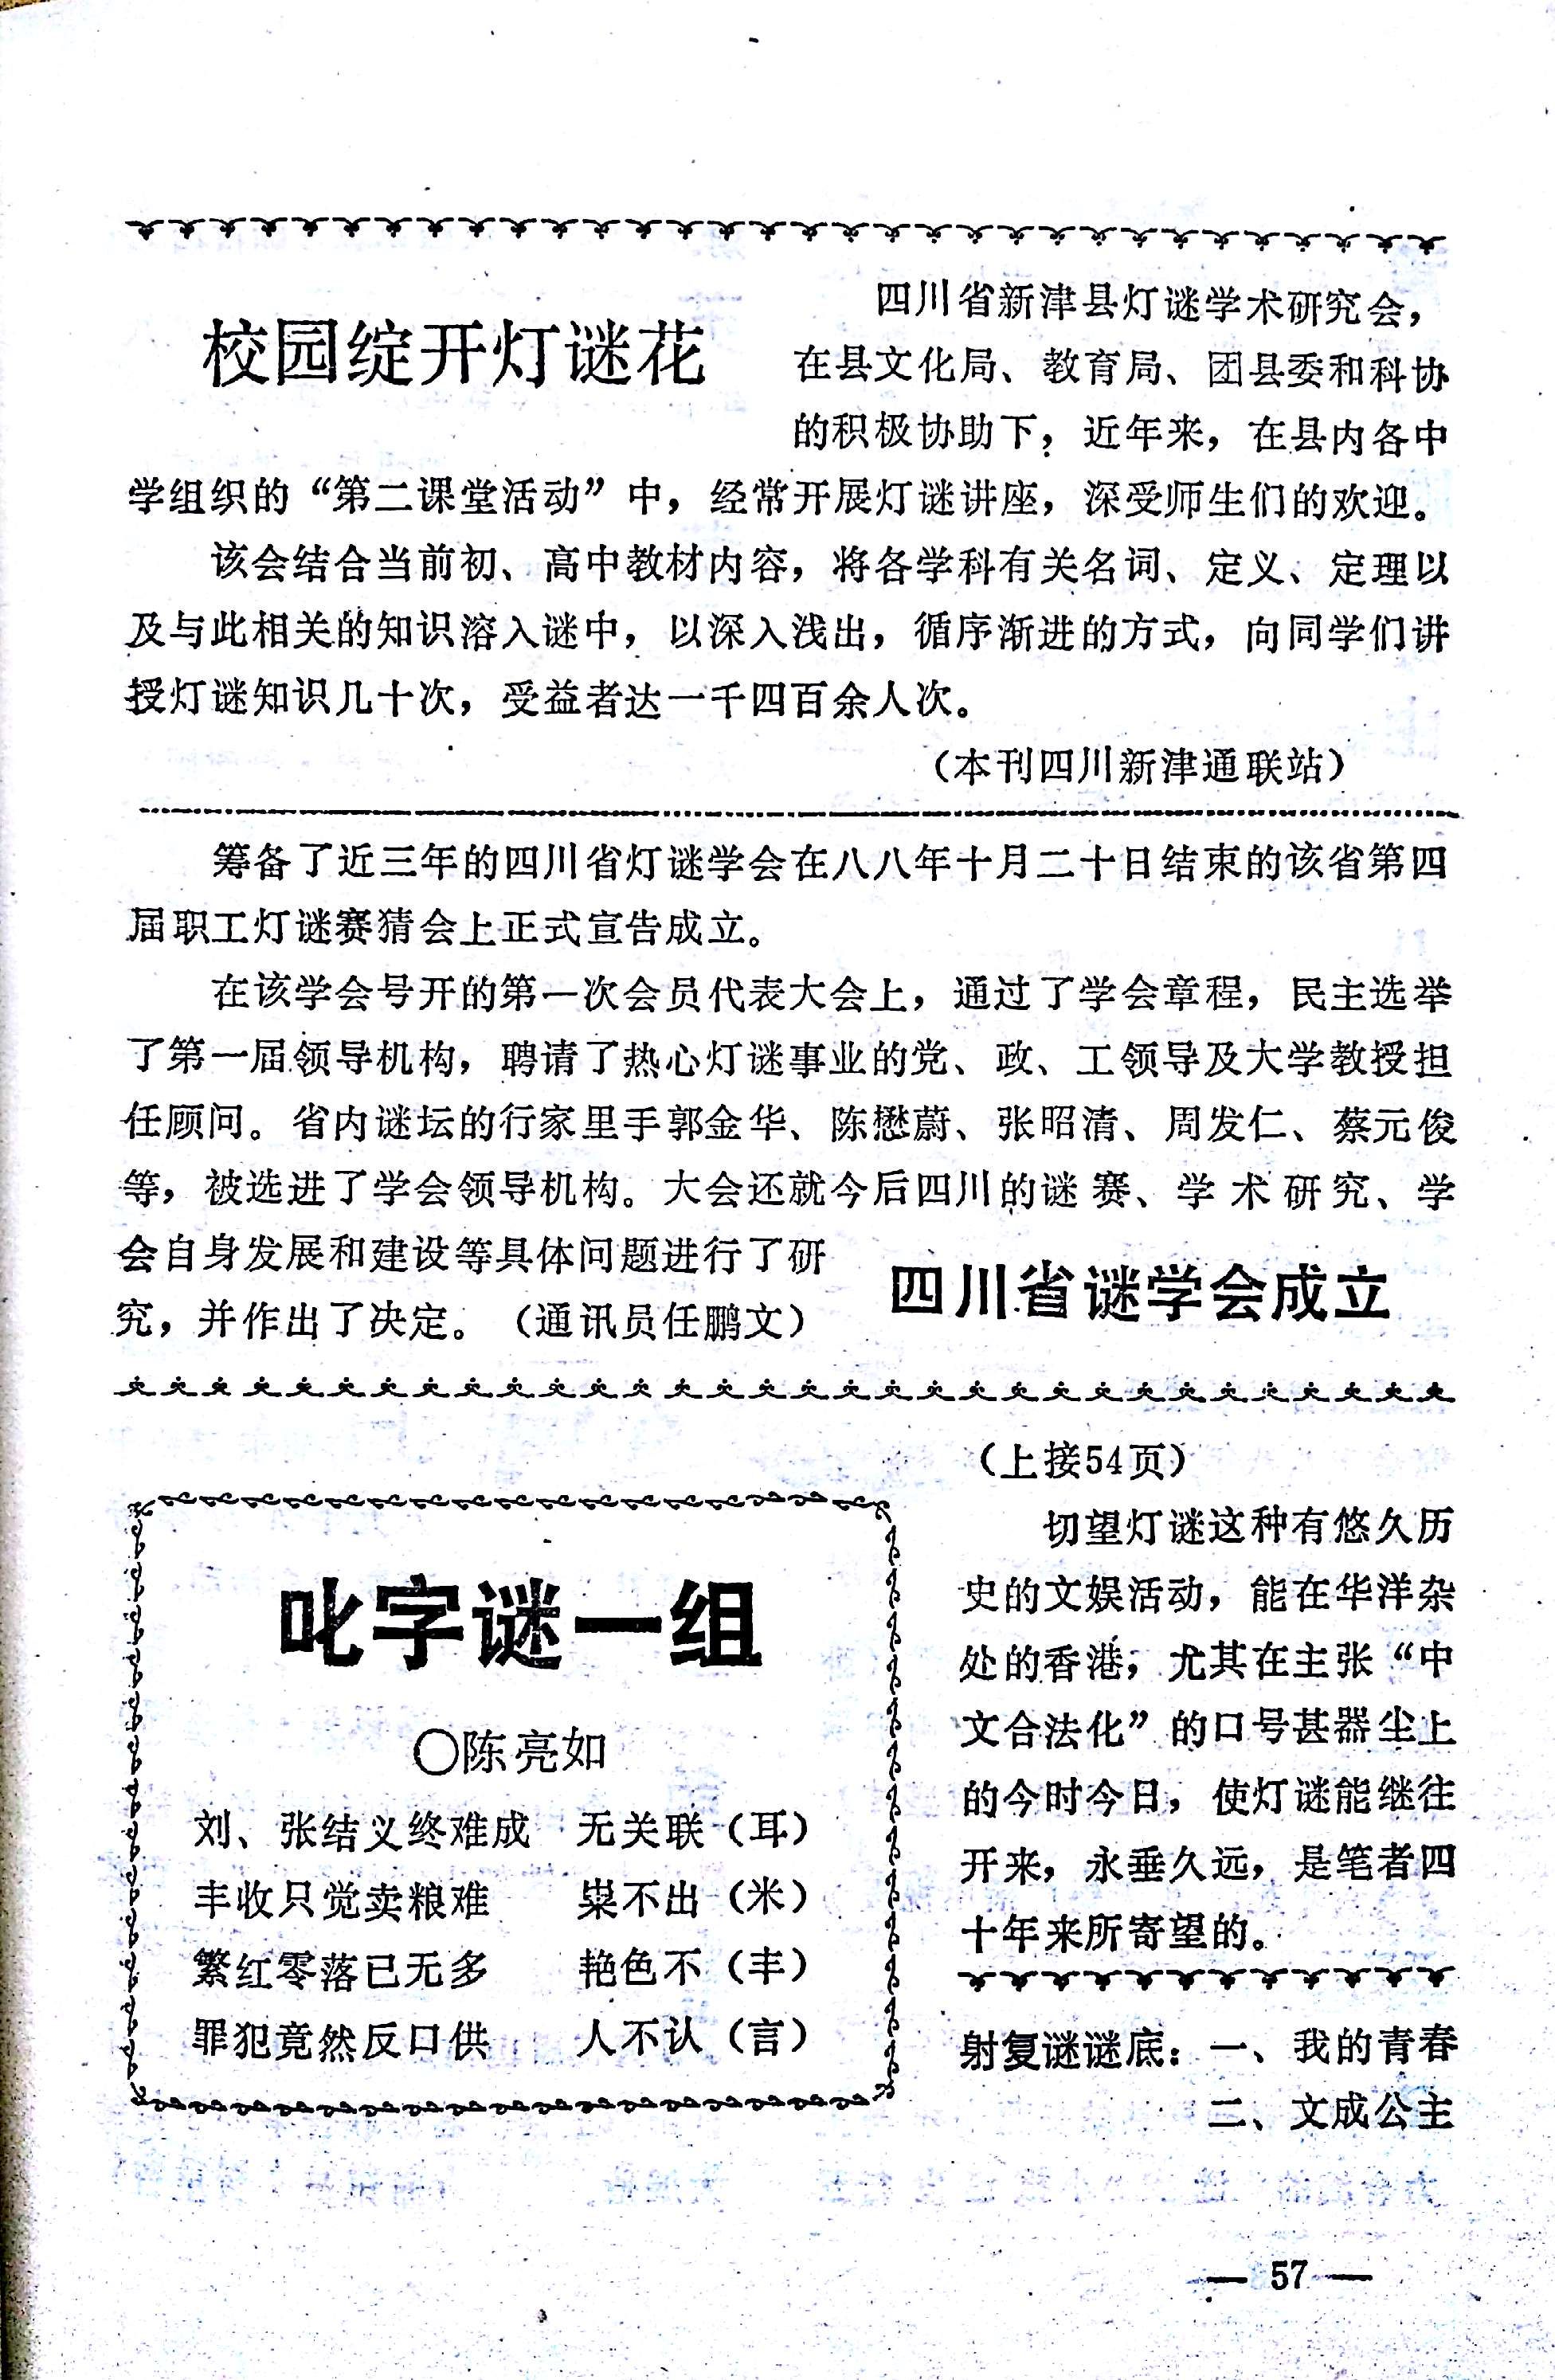 校园绽开灯谜花
四川省新津县灯谜学术研究会，
在县文化局、教育局、团县委和科协
的积极协助下，近年来，在县内各中
学组织的“第二课堂活动”中，经常开展灯谜讲座，深受师生们的欢迎。
该会结合当前初、高中教材内容，将各学科有关名词、定义、定理以
及与此相关的知识溶入谜中，以深入浅出，循序渐进的方式，向同学们讲
授灯谜知识几十次，受益者达一千四百余人次。
（本刊四川新津通联站）
筹备了近三年的四川省灯谜学会在八八年十月二十日结束的该省第四
届职工灯谜赛猜会上正式宣告成立。
在该学会号开的第一次会员代表大会上，通过了学会章程，民主选举
了第一届领导机构，聘请了热心灯谜事业的党、政、工领导及大学教授担
任顾问。省内谜坛的行家里手郭金华、陈懋蔚、张昭清、周发仁、蔡元俊
等，被选进了学会领导机构。大会还就今后四川的谜赛、学术研究、学
会自身发展和建设等具体问题进行了研
究，并作出了决定。（通讯员任鹏文）
四川省谜学会成立
叱字谜一组
○陈亮如
刘、张结义终难成 无关联（耳）
丰收只觉卖粮难 粜不出（米）
繁红零落已无多 艳色不（丰）
罪犯竟然反口供 人不认（言）
（上接54页）
切望灯谜这种有悠久历
史的文娱活动，能在华洋杂
处的香港，尤其在主张“中
文合法化”的口号甚嚣尘上
的今时今日，使灯谜能继往
开来，永垂久远，是笔者四
十年来所寄望的。
射复谜谜底：一、我的青春
二、文成公主
— 57 —